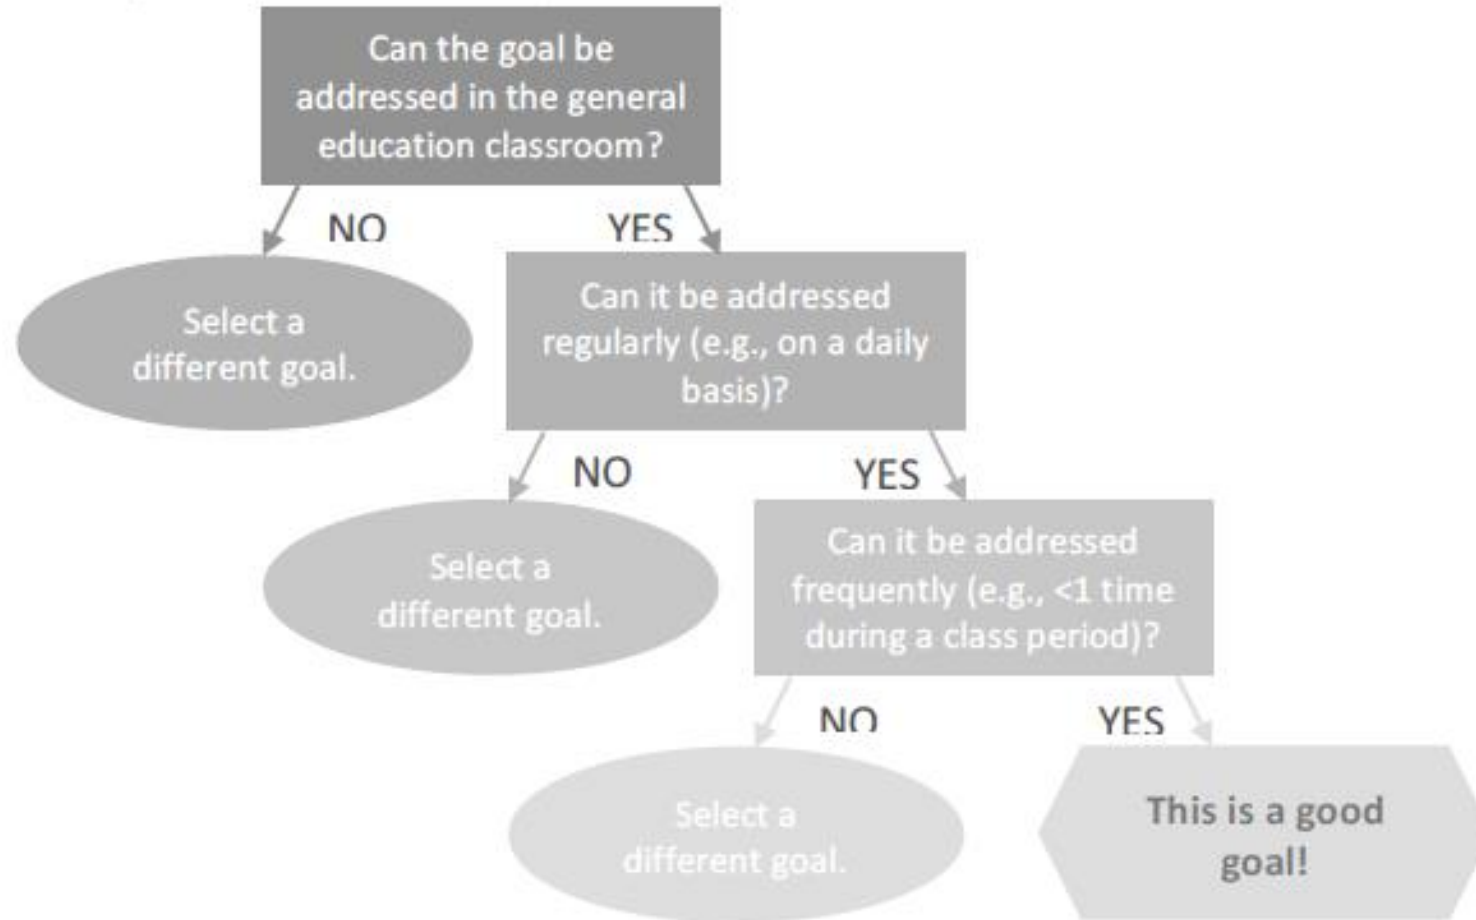 Can the goal be
addressed in the general
education classroom?
NO
YES
Select a
different goal.
Can it be addressed
regularly (e.g., on a daily
basis)?
NO
YES
Select a
different goal.
Can it be addressed
frequently (e.g., <1 time
during a class period)?
NO
YES
Select a
different goal.
This is a good
goal!